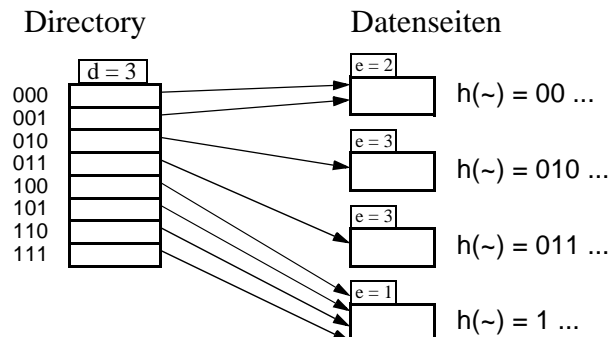 Directory Datenseiten
d = 3
000
001
010
011
100
101
110
111
e = 2
h(~) = 00 ...
e = 3
h(~) = 010 ...
e = 3
h(~) = 011 ...
e = 1
h(~) = 1 ...